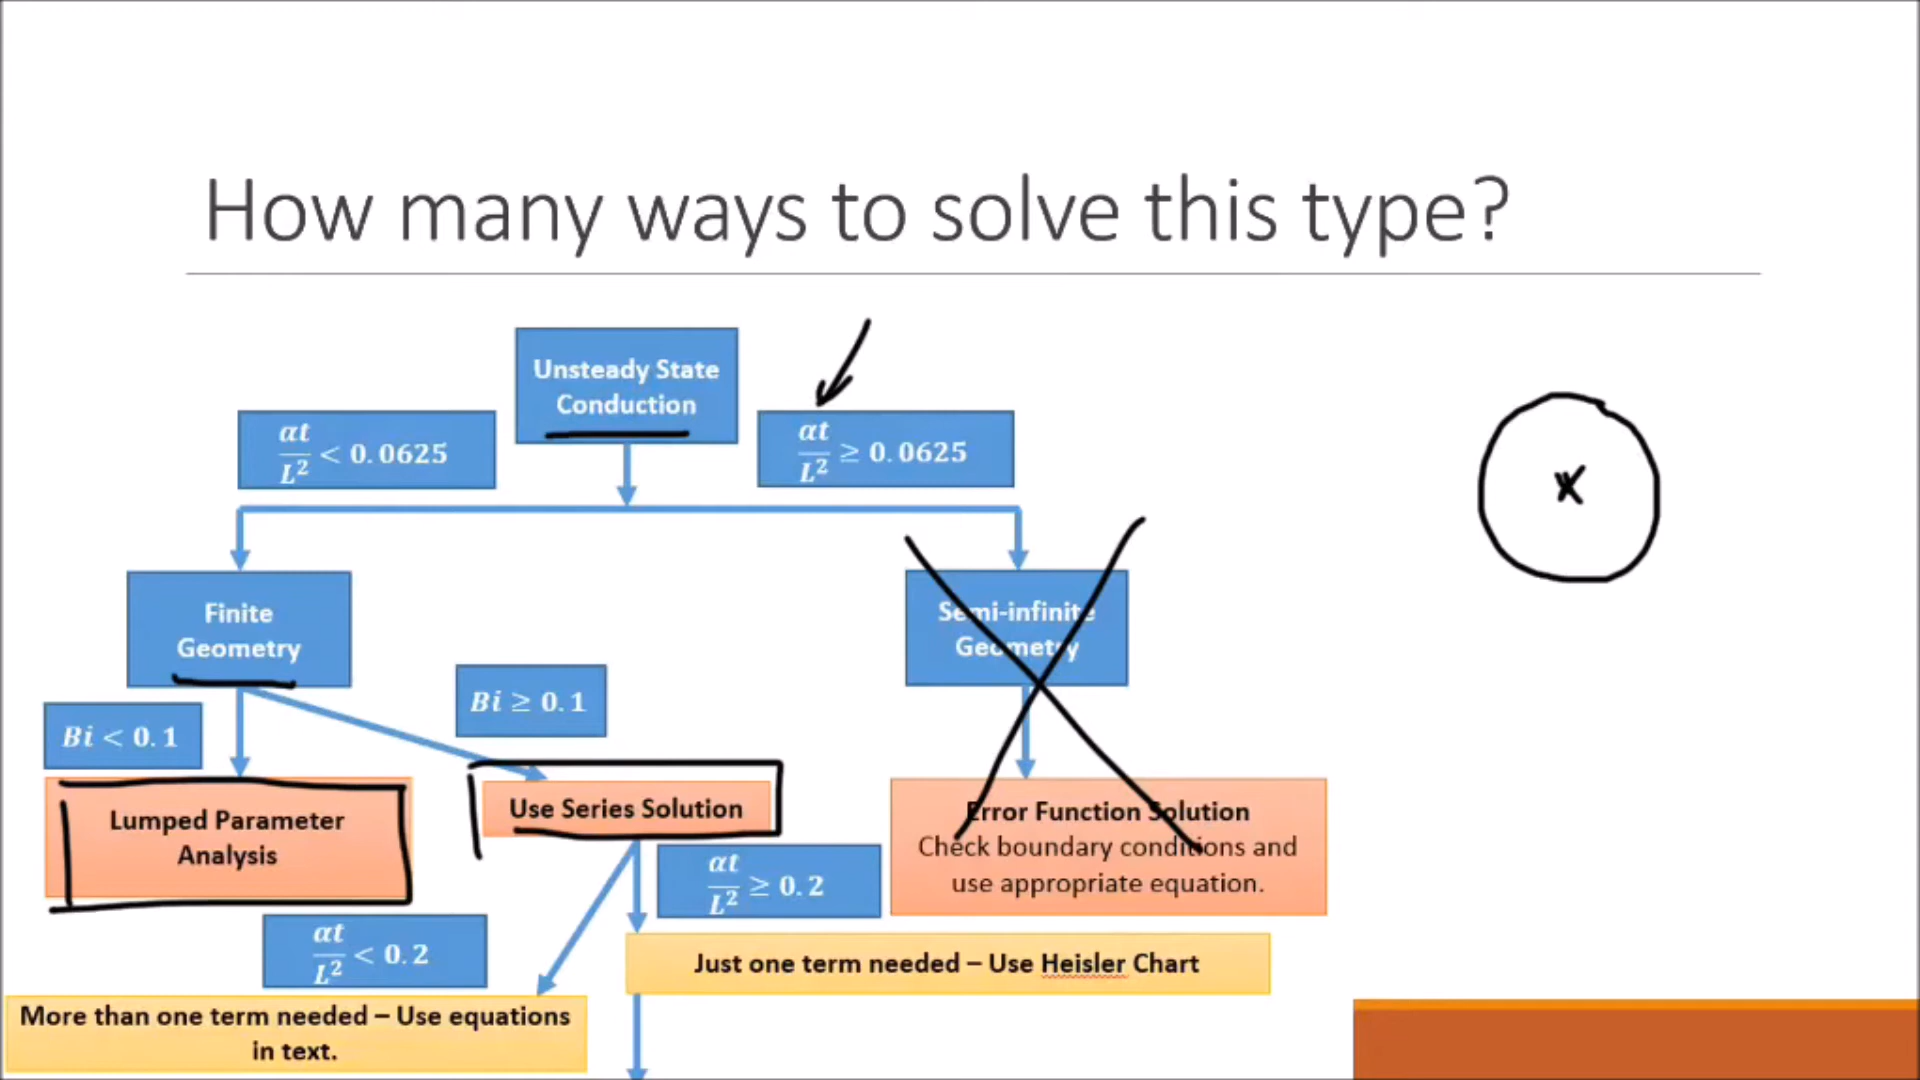 How many ways to solve this type?
Unsteady State
Conduction
αt/L² < 0.0625
αt/L² ≥ 0.0625
Finite
Geometry
Semi-infinite
Geometry
Bi < 0.1
Bi ≥ 0.1
Lumped Parameter
Analysis
Use Series Solution
Error Function Solution
Check boundary conditions and
use appropriate equation.
αt/L² ≥ 0.2
αt/L² < 0.2
Just one term needed – Use Heisler Chart
More than one term needed – Use equations
in text.